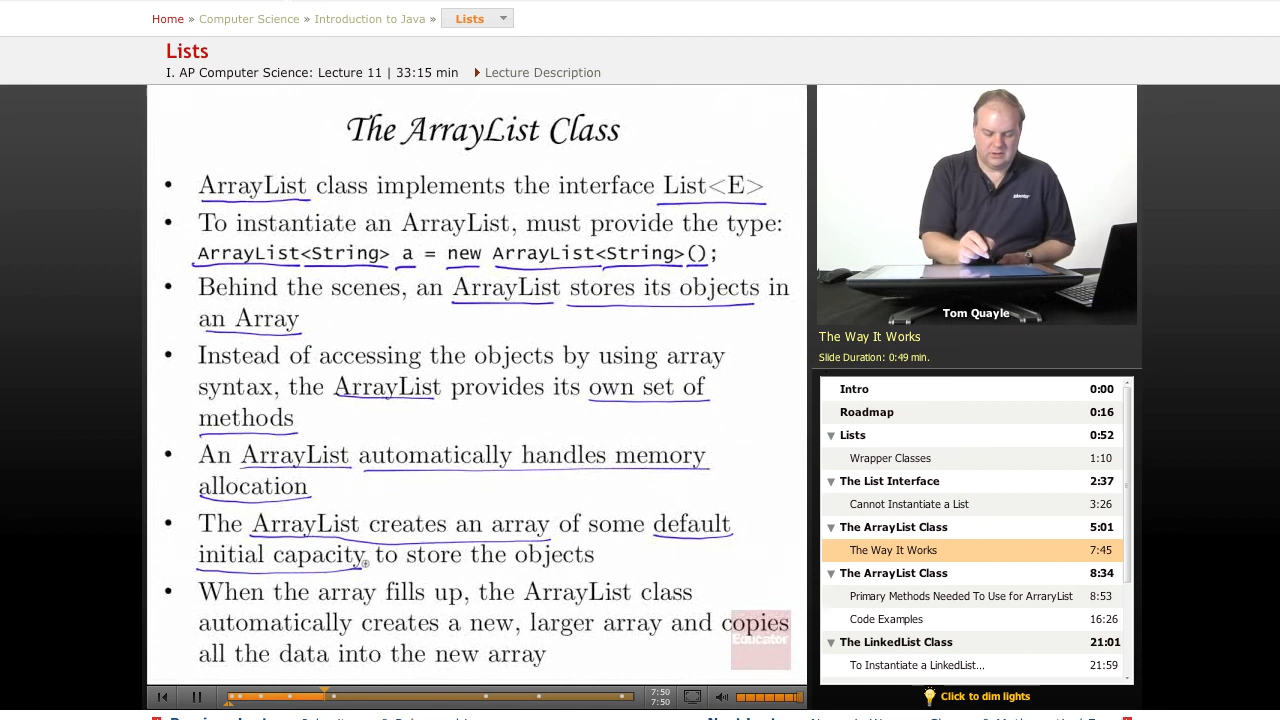 Home » Computer Science » Introduction to Java » Lists
Lists
I. AP Computer Science: Lecture 11 | 33:15 min Lecture Description
The ArrayList Class
• ArrayList class implements the interface List<E>
• To instantiate an ArrayList, must provide the type:
ArrayList<String> a = new ArrayList<String>();
• Behind the scenes, an ArrayList stores its objects in
an Array
• Instead of accessing the objects by using array
syntax, the ArrayList provides its own set of
methods
• An ArrayList automatically handles memory
allocation
• The ArrayList creates an array of some default
initial capacity to store the objects
• When the array fills up, the ArrayList class
automatically creates a new, larger array and copies
all the data into the new array
Educator
7:50
7:50
Tom Quayle
The Way It Works
Slide Duration: 0:49 min.
Intro 0:00
Roadmap 0:16
Lists 0:52
Wrapper Classes 1:10
The List Interface 2:37
Cannot Instantiate a List 3:26
The ArrayList Class 5:01
The Way It Works 7:45
The ArrayList Class 8:34
Primary Methods Needed To Use for ArraryList 8:53
Code Examples 16:26
The LinkedList Class 21:01
To Instantiate a LinkedList... 21:59
Click to dim lights